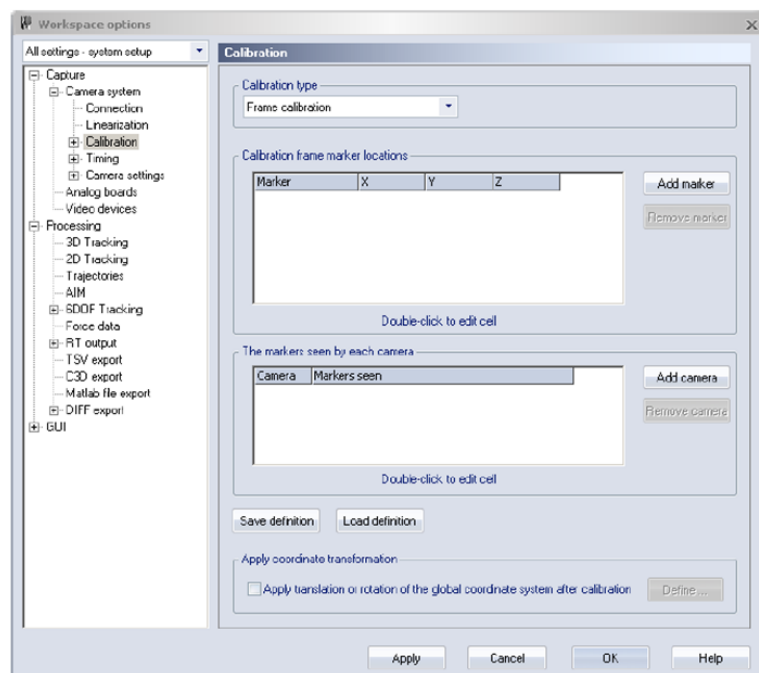 Workspace options
All settings - system setup
Capture
Camera system
Connection
Linearization
Calibration
Timing
Camera settings
Analog boards
Video devices
Processing
3D Tracking
2D Tracking
Trajectories
AIM
6DOF Tracking
Force data
RT output
TSV export
C3D export
Matlab file export
DIFF export
GUI
Calibration
Calibration type
Frame calibration
Calibration frame marker locations
Marker X Y Z
Add marker
Remove marker
Double-click to edit cell
The markers seen by each camera
Camera Markers seen
Add camera
Remove camera
Double-click to edit cell
Save definition Load definition
Apply coordinate transformation
Apply translation or rotation of the global coordinate system after calibration Define ...
Apply Cancel OK Help